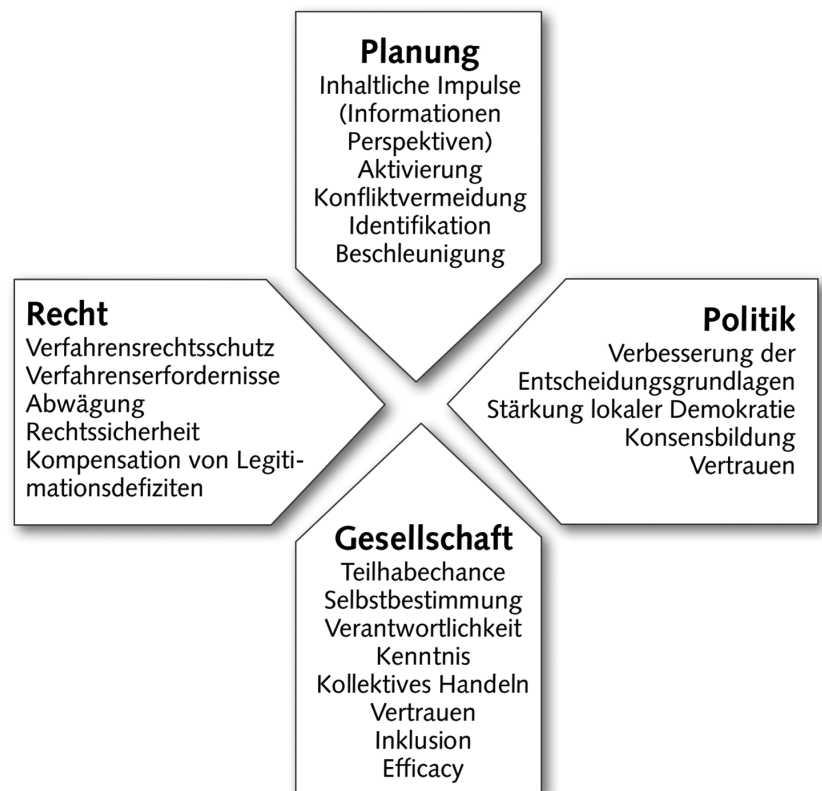 Planung
Inhaltliche Impulse
(Informationen
Perspektiven)
Aktivierung
Konfliktvermeidung
Identifikation
Beschleunigung
Recht
Verfahrensrechtsschutz
Verfahrenserfordernisse
Abwägung
Rechtssicherheit
Kompensation von Legiti-
mationsdefiziten
Politik
Verbesserung der
Entscheidungsgrundlagen
Stärkung lokaler Demokratie
Konsensbildung
Vertrauen
Gesellschaft
Teilhabechance
Selbstbestimmung
Verantwortlichkeit
Kenntnis
Kollektives Handeln
Vertrauen
Inklusion
Efficacy